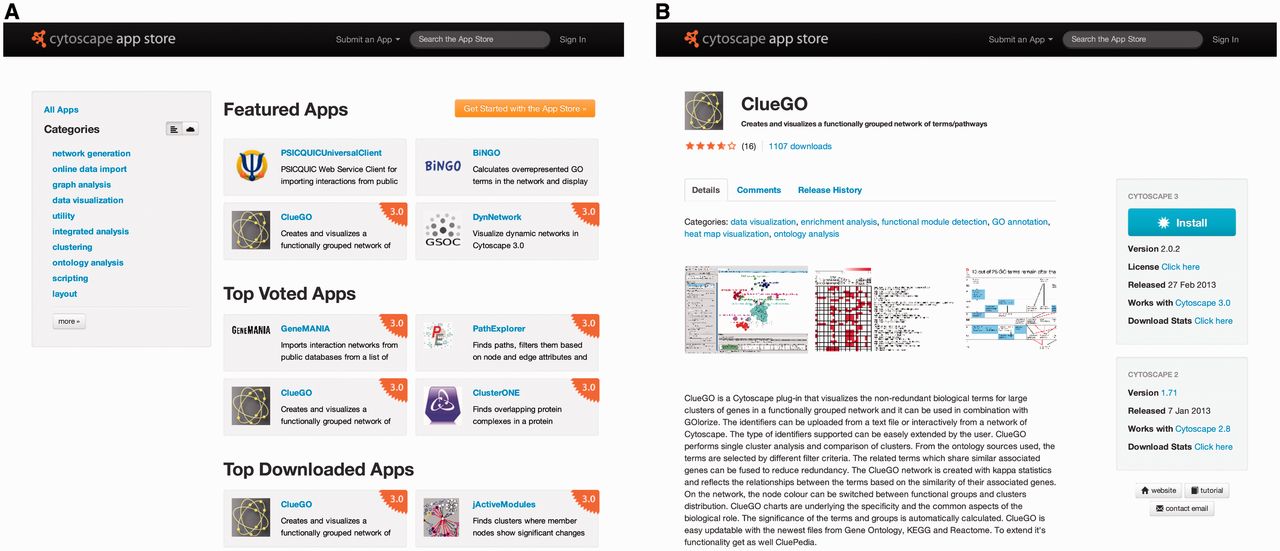 A
cytoscape app store
Submit an App
Search the App Store
Sign In
All Apps
Categories
network generation
online data import
graph analysis
data visualization
utility
integrated analysis
clustering
ontology analysis
scripting
layout
more »
Featured Apps
Get Started with the App Store »
PSICQUICUniversalClient
PSICQUIC Web Service Client for
importing interactions from public
BiNGO
BiNGO
Calculates overrepresented GO
terms in the network and display
ClueGO
3.0
Creates and visualizes a
functionally grouped network of
GSOC
DynNetwork
3.0
Visualize dynamic networks in
Cytoscape 3.0
Top Voted Apps
GENEMANIA
GeneMANIA
3.0
Imports interaction networks from
public databases from a list of
PE
PathExplorer
3.0
Finds paths, filters them based
on node and edge attributes and
ClueGO
3.0
Creates and visualizes a
functionally grouped network of
ClusterONE
3.0
Finds overlapping protein
complexes in a protein
Top Downloaded Apps
ClueGO
3.0
Creates and visualizes a
functionally grouped network of
jActiveModules
3.0
Finds clusters where member
nodes show significant changes
B
cytoscape app store
Submit an App
Search the App Store
Sign In
ClueGO
Creates and visualizes a functionally grouped network of terms/pathways
(16)
1107 downloads
Details
Comments
Release History
Categories: data visualization, enrichment analysis, functional module detection, GO annotation,
heat map visualization, ontology analysis
ClueGO is a Cytoscape plug-in that visualizes the non-redundant biological terms for large
clusters of genes in a functionally grouped network and it can be used in combination with
GOlorize. The identifiers can be uploaded from a text file or interactively from a network of
Cytoscape. The type of identifiers supported can be easely extended by the user. ClueGO
performs single cluster analysis and comparison of clusters. From the ontology sources used, the
terms are selected by different filter criteria. The related terms which share similar associated
genes can be fused to reduce redundancy. The ClueGO network is created with kappa statistics
and reflects the relationships between the terms based on the similarity of their associated genes.
On the network, the node colour can be switched between functional groups and clusters
distribution. ClueGO charts are underlying the specificity and the common aspects of the
biological role. The significance of the terms and groups is automatically calculated. ClueGO is
easy updatable with the newest files from Gene Ontology, KEGG and Reactome. To extend it's
functionality get as well CluePedia.
CYTOSCAPE 3
Install
Version 2.0.2
License Click here
Released 27 Feb 2013
Works with Cytoscape 3.0
Download Stats Click here
CYTOSCAPE 2
Version 1.71
Released 7 Jan 2013
Works with Cytoscape 2.8
Download Stats Click here
website
tutorial
contact email